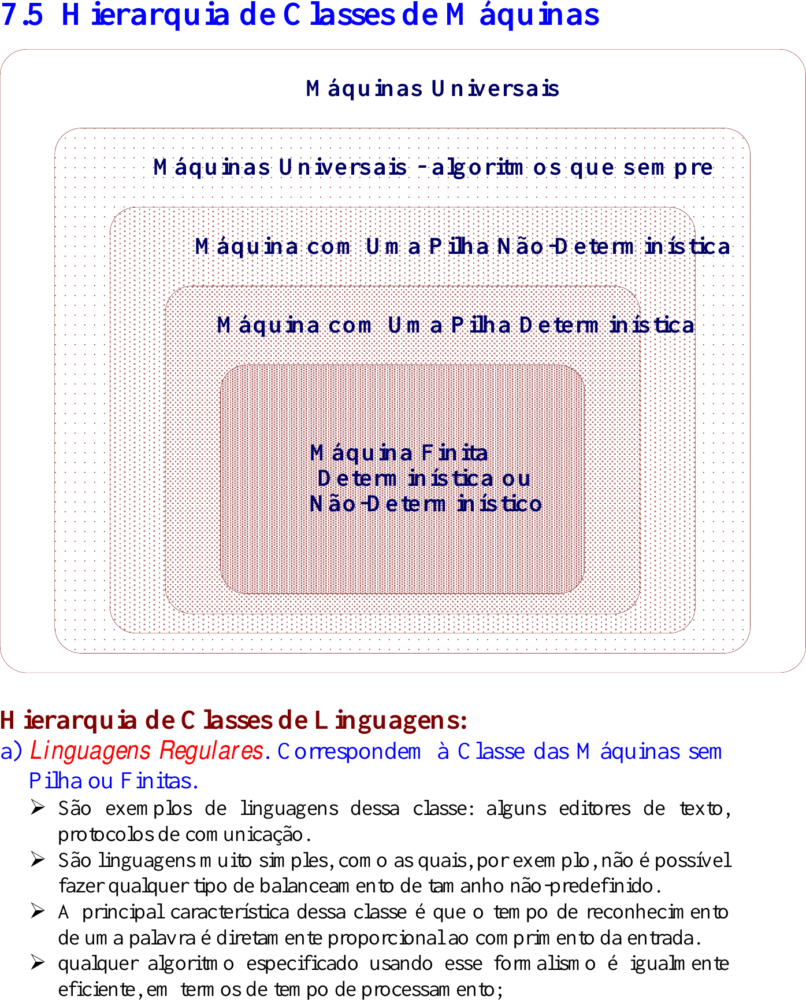 7.5 Hierarquia de Classes de Máquinas
Máquinas Universais
Máquinas Universais - algoritmos que sempre
Máquina com Uma Pilha Não-Determinística
Máquina com Uma Pilha Determinística
Máquina Finita
Determinística ou
Não-Determinístico
Hierarquia de Classes de Linguagens:
a) Linguagens Regulares. Correspondem à Classe das Máquinas sem
Pilha ou Finitas.
➢ São exemplos de linguagens dessa classe: alguns editores de texto,
protocolos de comunicação.
➢ São linguagens muito simples, como as quais, por exemplo, não é possível
fazer qualquer tipo de balanceamento de tamanho não-predefinido.
➢ A principal característica dessa classe é que o tempo de reconhecimento
de uma palavra é diretamente proporcional ao comprimento da entrada.
➢ qualquer algoritmo especificado usando esse formalismo é igualmente
eficiente, em termos de tempo de processamento;